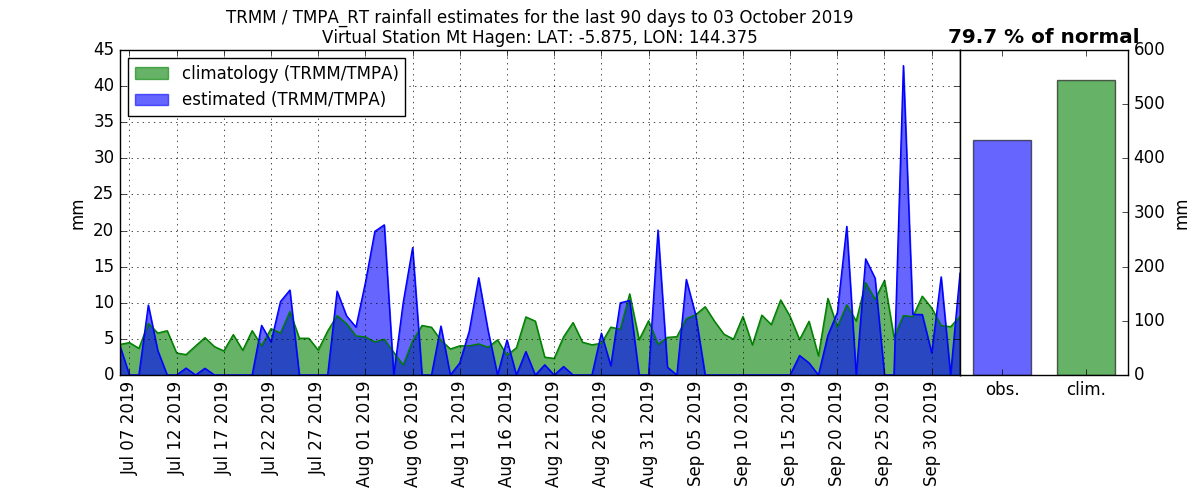 TRMM / TMPA_RT rainfall estimates for the last 90 days to 03 October 2019
Virtual Station Mt Hagen: LAT: -5.875, LON: 144.375
79.7 % of normal
climatology (TRMM/TMPA)
estimated (TRMM/TMPA)
45
40
35
30
25
20
15
10
5
0
mm
600
500
400
300
200
100
0
mm
obs.
clim.
Jul 07 2019
Jul 12 2019
Jul 17 2019
Jul 22 2019
Jul 27 2019
Aug 01 2019
Aug 06 2019
Aug 11 2019
Aug 16 2019
Aug 21 2019
Aug 26 2019
Aug 31 2019
Sep 05 2019
Sep 10 2019
Sep 15 2019
Sep 20 2019
Sep 25 2019
Sep 30 2019